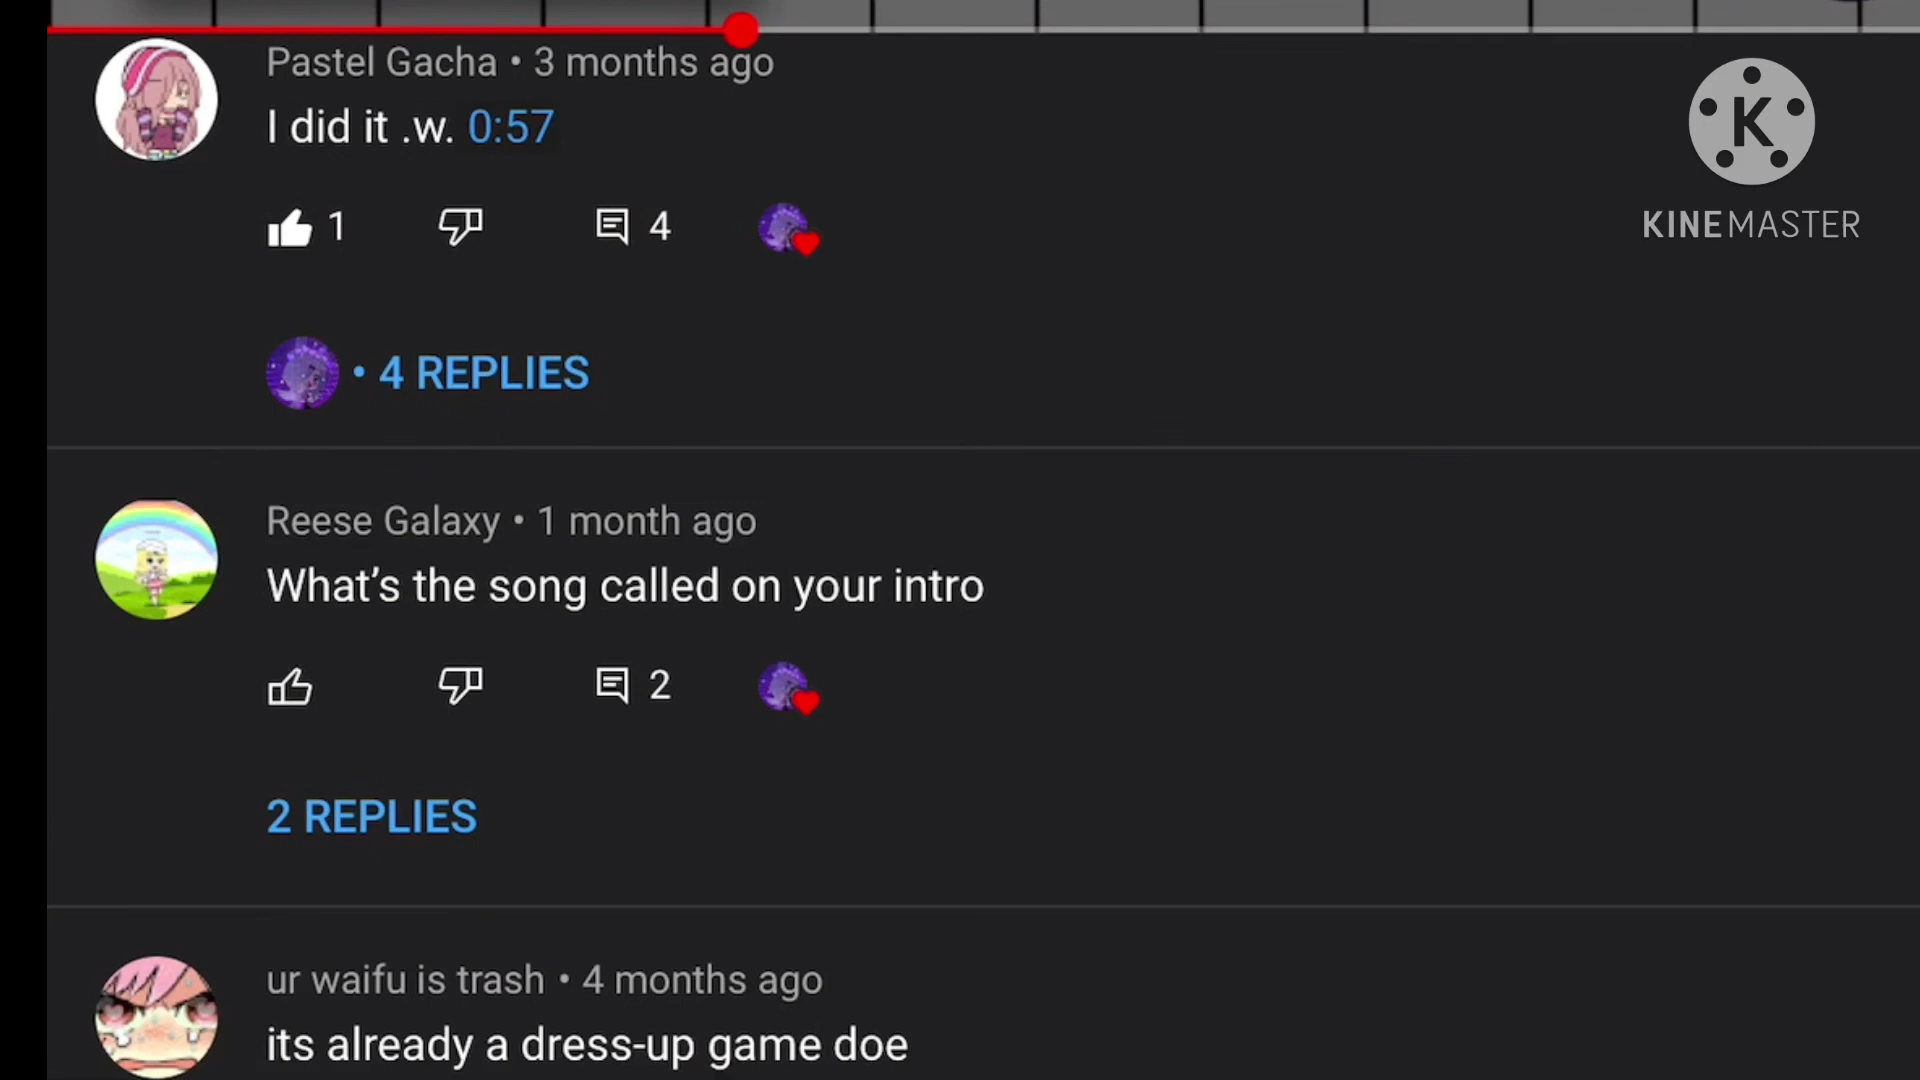 Pastel Gacha • 3 months ago
I did it .w. 0:57
1
4
• 4 REPLIES
Reese Galaxy • 1 month ago
What’s the song called on your intro
2
2 REPLIES
ur waifu is trash • 4 months ago
its already a dress-up game doe
K
KINEMASTER